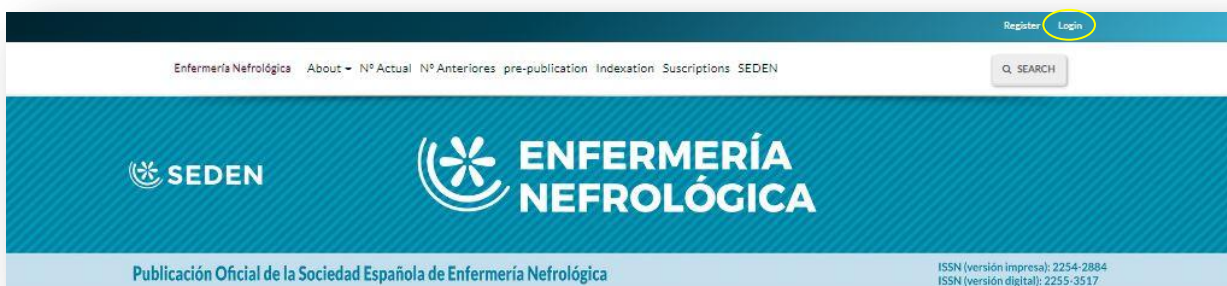 Register Login
Enfermería Nefrológica About Nº Actual Nº Anteriores pre-publication Indexation Suscriptions SEDEN
SEARCH
SEDEN
ENFERMERÍA
NEFROLÓGICA
Publicación Oficial de la Sociedad Española de Enfermería Nefrológica
ISSN (versión impresa): 2254-2884
ISSN (versión digital): 2255-3517